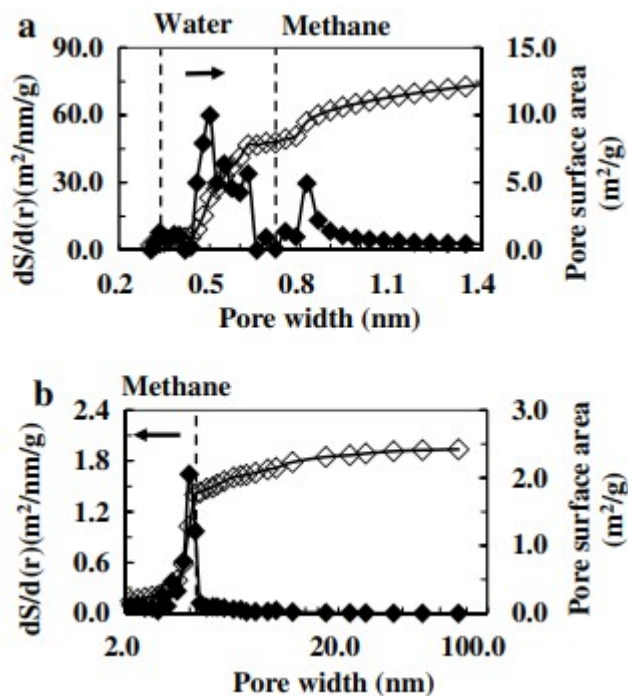 a
Water
Methane
90.0
60.0
30.0
0.0
dS/d(r)(m²/nm/g)
15.0
10.0
5.0
0.0
Pore surface area
(m²/g)
0.2 0.5 0.8 1.1 1.4
Pore width (nm)
b
Methane
2.4
1.8
1.2
0.6
0.0
dS/d(r)(m²/nm/g)
3.0
2.0
1.0
0.0
Pore surface area
(m²/g)
2.0 20.0 100.0
Pore width (nm)